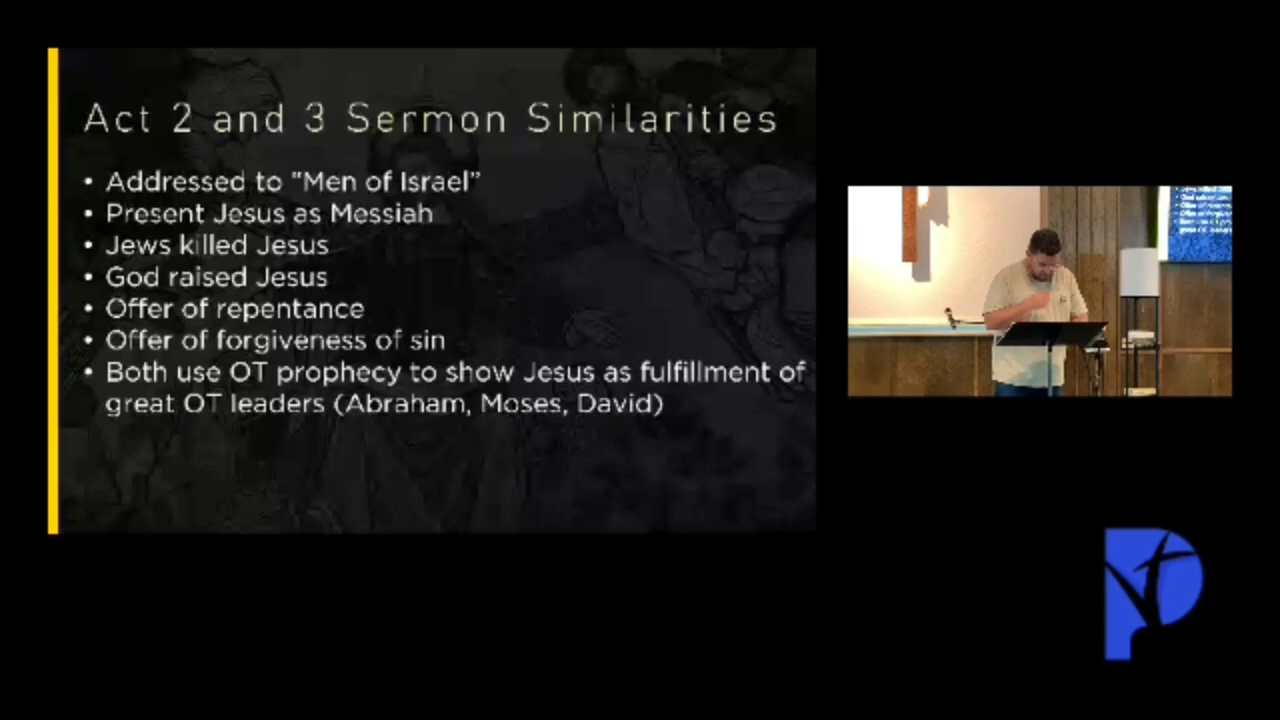 Act 2 and 3 Sermon Similarities
• Addressed to "Men of Israel"
• Present Jesus as Messiah
• Jews killed Jesus
• God raised Jesus
• Offer of repentance
• Offer of forgiveness of sin
• Both use OT prophecy to show Jesus as fulfillment of
great OT leaders (Abraham, Moses, David)